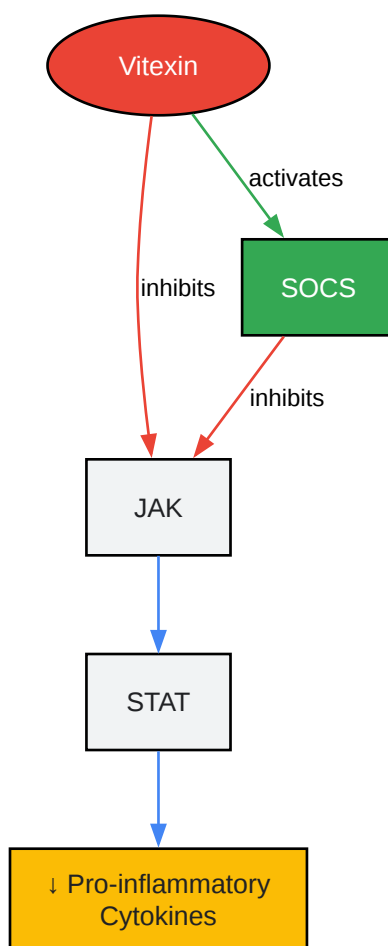 Vitexin
activates
SOCS
inhibits
inhibits
JAK
STAT
↓ Pro-inflammatory
Cytokines